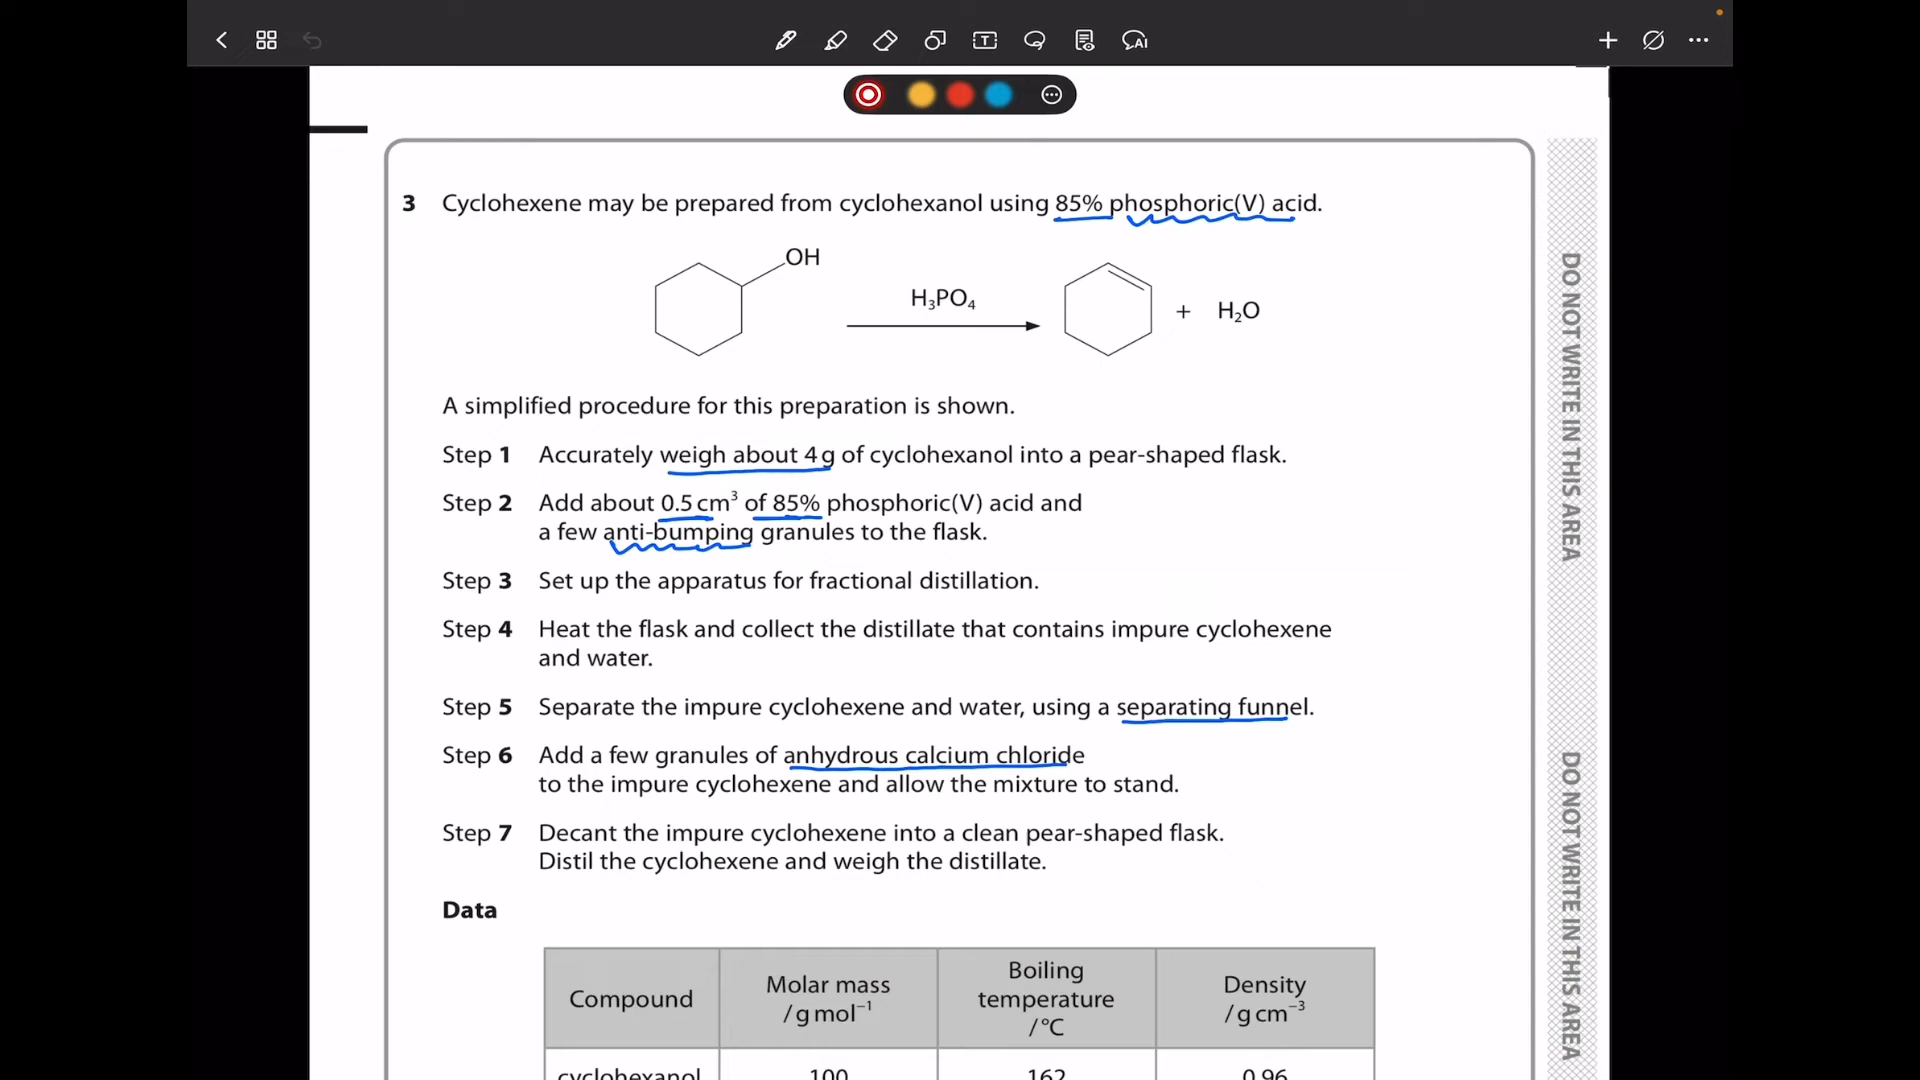 AI
3 Cyclohexene may be prepared from cyclohexanol using 85% phosphoric(V) acid.
OH
H₃PO₄
+ H₂O
A simplified procedure for this preparation is shown.
Step 1 Accurately weigh about 4 g of cyclohexanol into a pear-shaped flask.
Step 2 Add about 0.5 cm³ of 85% phosphoric(V) acid and
a few anti-bumping granules to the flask.
Step 3 Set up the apparatus for fractional distillation.
Step 4 Heat the flask and collect the distillate that contains impure cyclohexene
and water.
Step 5 Separate the impure cyclohexene and water, using a separating funnel.
Step 6 Add a few granules of anhydrous calcium chloride
to the impure cyclohexene and allow the mixture to stand.
Step 7 Decant the impure cyclohexene into a clean pear-shaped flask.
Distil the cyclohexene and weigh the distillate.
Data
Compound
Molar mass
/ g mol⁻¹
Boiling
temperature
/ °C
Density
/ g cm⁻³
cyclohexanol 100 162 0.96
DO NOT WRITE IN THIS AREA
DO NOT WRITE IN THIS AREA